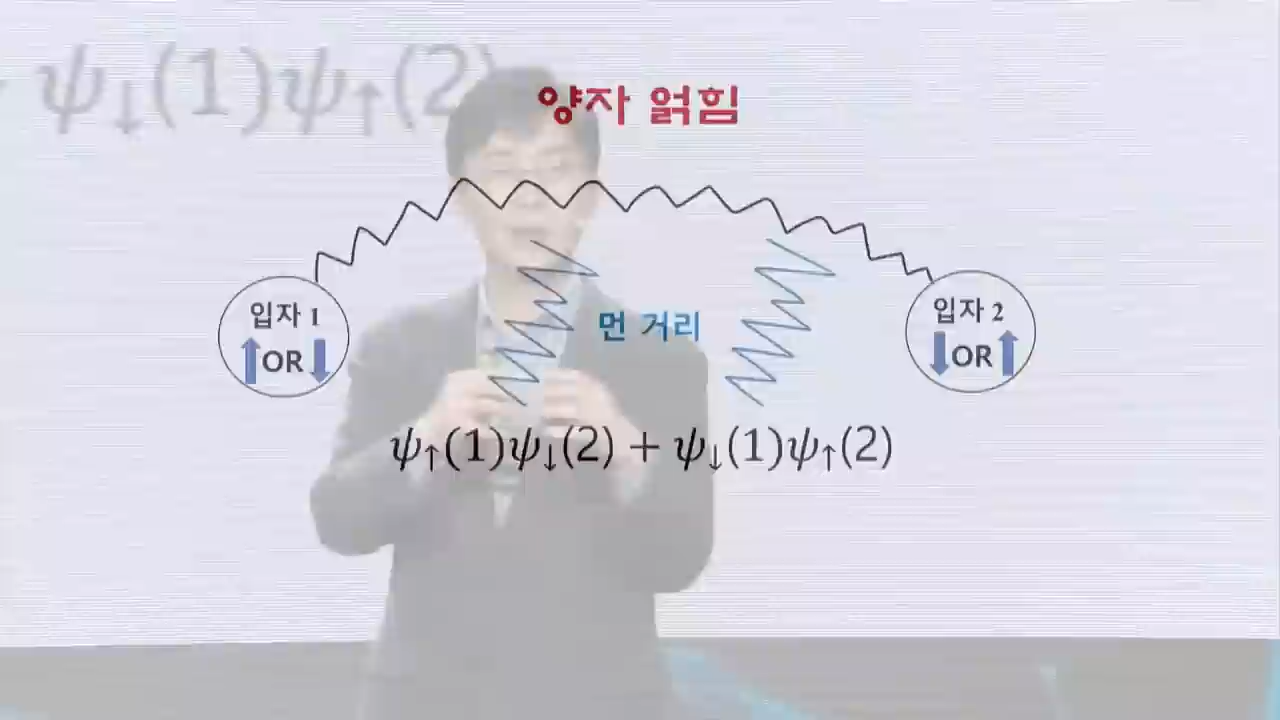 ψ↓(1)ψ↑(2)
양자 얽힘
입자 1
↑OR↓
먼 거리
입자 2
↓OR↑
ψ↑(1)ψ↓(2) + ψ↓(1)ψ↑(2)